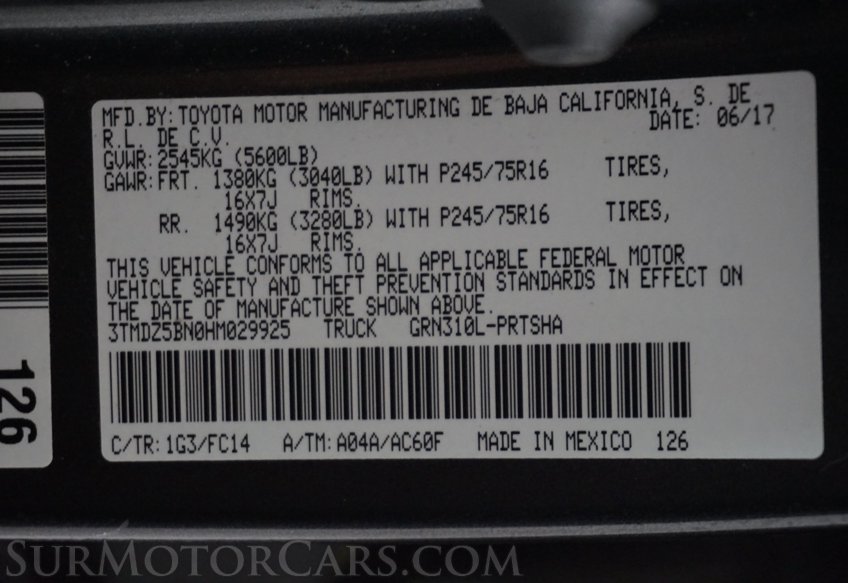 MFD.BY:TOYOTA MOTOR MANUFACTURING DE BAJA CALIFORNIA, S. DE
R.L. DE C.V. DATE: 06/17
GVWR:2545KG (5600LB)
GAWR:FRT. 1380KG (3040LB) WITH P245/75R16 TIRES,
16X7J RIMS.
RR. 1490KG (3280LB) WITH P245/75R16 TIRES,
16X7J RIMS.
THIS VEHICLE CONFORMS TO ALL APPLICABLE FEDERAL MOTOR
VEHICLE SAFETY AND THEFT PREVENTION STANDARDS IN EFFECT ON
THE DATE OF MANUFACTURE SHOWN ABOVE.
3TMDZ5BN0HM029925 TRUCK GRN310L-PRTSHA
C/TR:1G3/FC14 A/TM:A04A/AC60F MADE IN MEXICO 126
126
SURMOTORCARS.COM